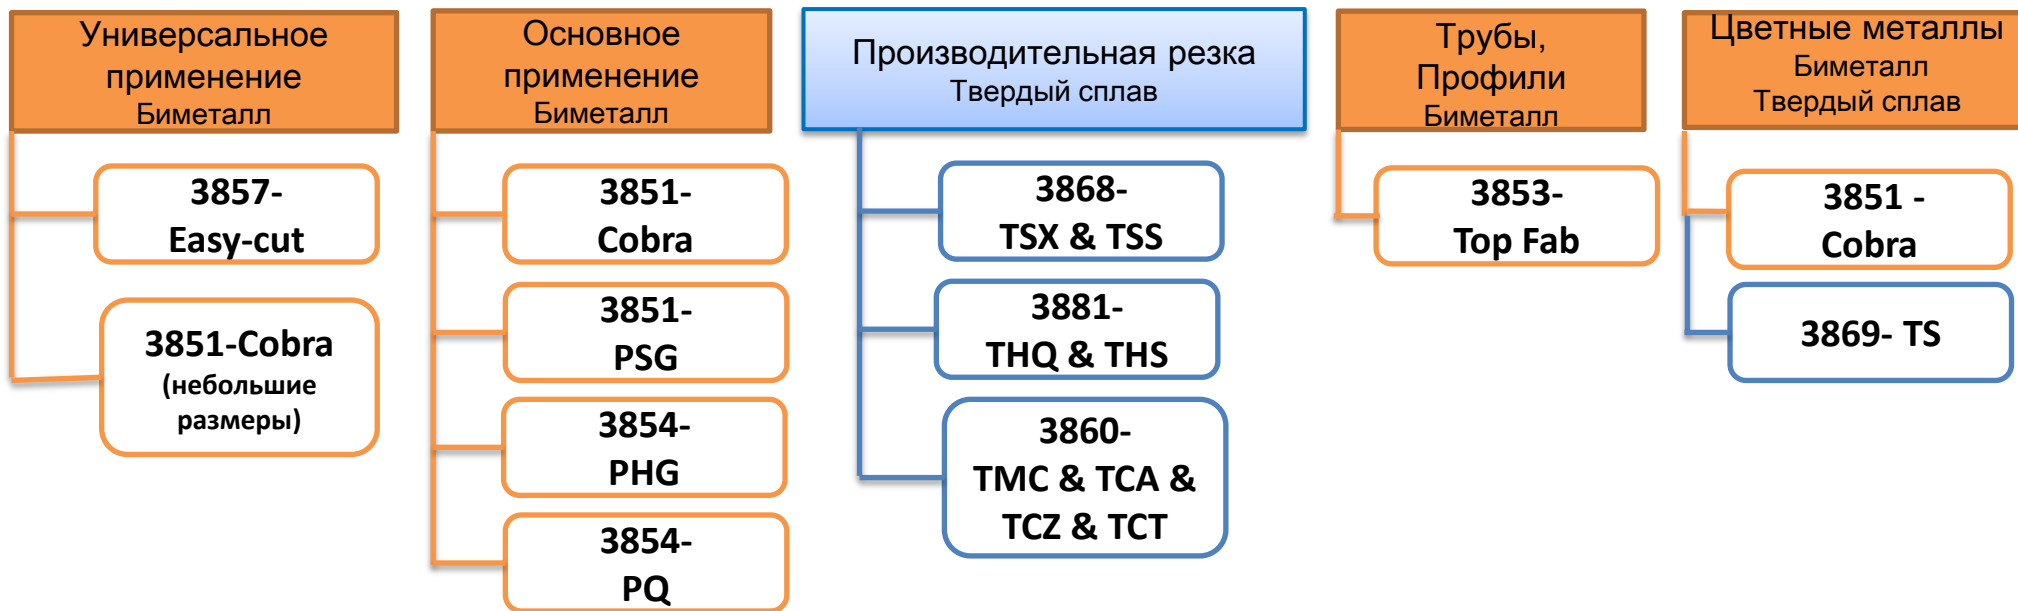 Универсальное
применение
Биметалл
3857-
Easy-cut
3851-Cobra
(небольшие
размеры)
Основное
применение
Биметалл
3851-
Cobra
3851-
PSG
3854-
PHG
3854-
PQ
Производительная резка
Твердый сплав
3868-
TSX & TSS
3881-
THQ & THS
3860-
TMC & TCA &
TCZ & TCT
Трубы,
Профили
Биметалл
3853-
Top Fab
Цветные металлы
Биметалл
Твердый сплав
3851 -
Cobra
3869- TS